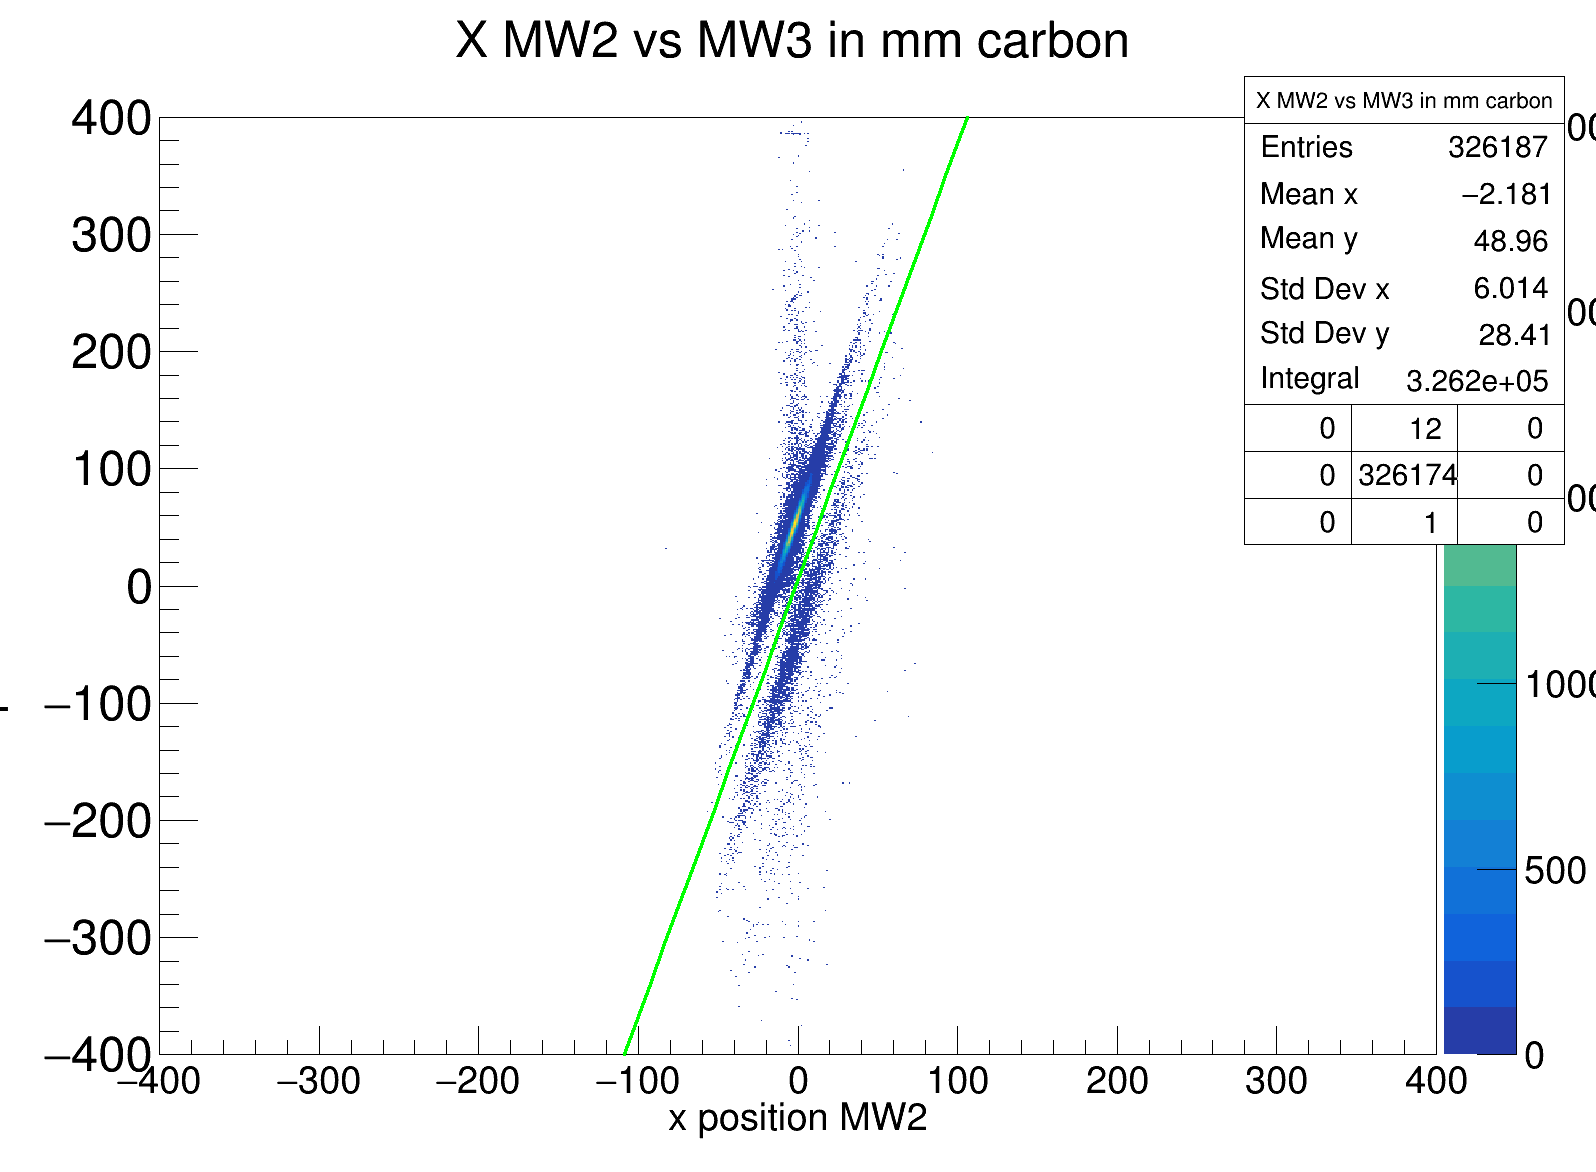 X MW2 vs MW3 in mm carbon
X MW2 vs MW3 in mm carbon
Entries 326187
Mean x −2.181
Mean y 48.96
Std Dev x 6.014
Std Dev y 28.41
Integral 3.262e+05
0 12 0
0 326174 0
0 1 0
400
300
200
100
0
−100
−200
−300
−400
−400 −300 −200 −100 0 100 200 300 400
x position MW2
1000
500
0